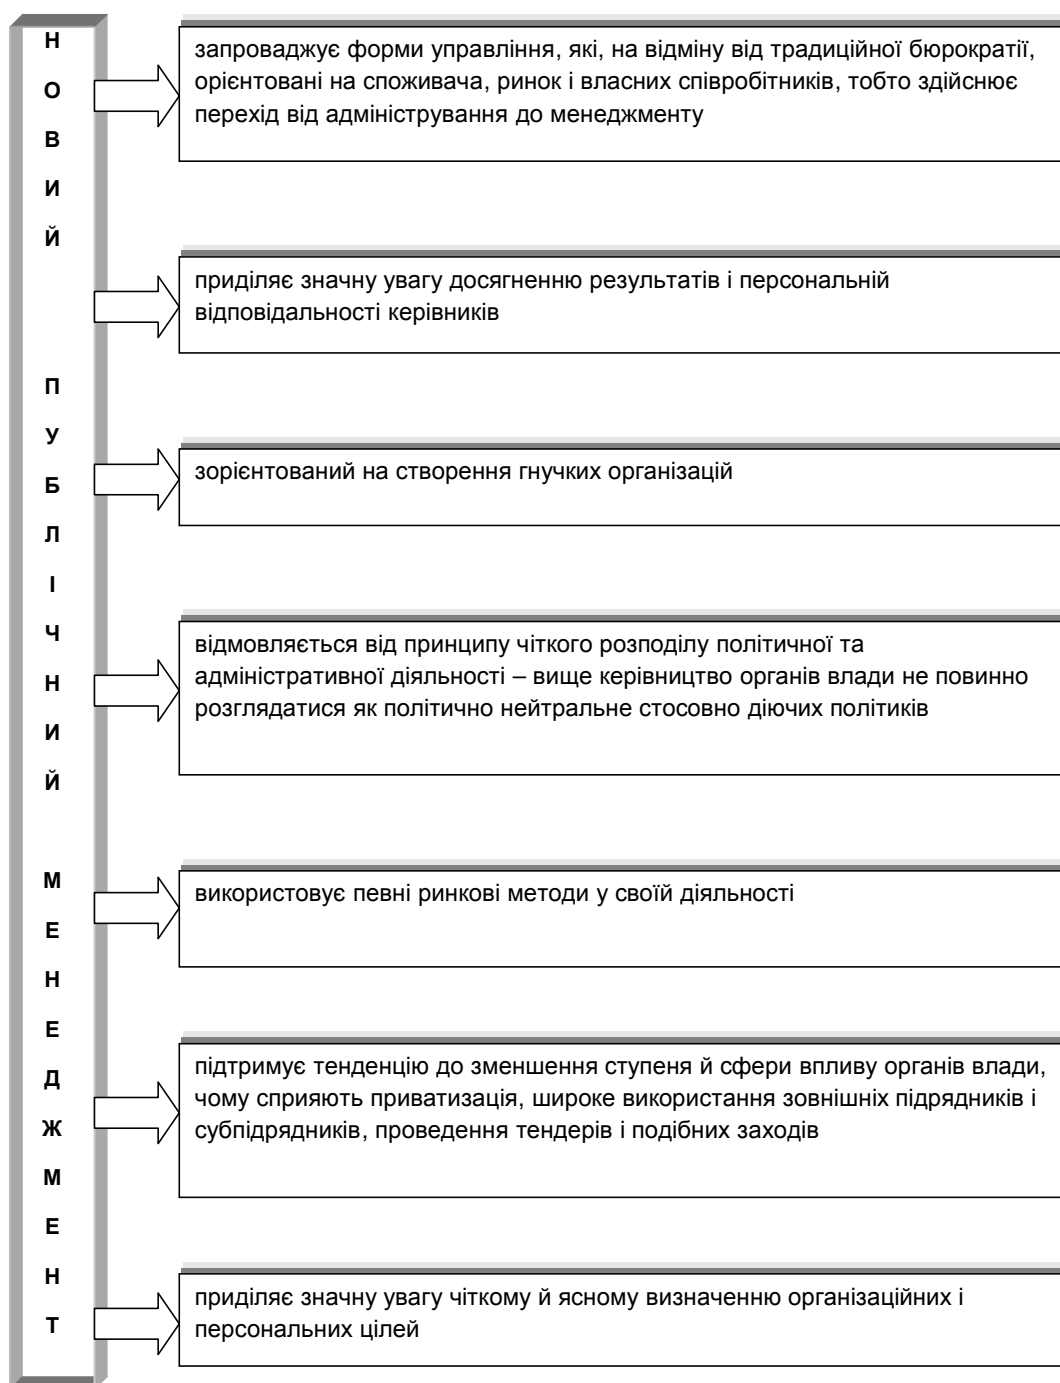 НОВИЙ ПУБЛІЧНИЙ МЕНЕДЖМЕНТ
запроваджує форми управління, які, на відміну від традиційної бюрократії,
орієнтовані на споживача, ринок і власних співробітників, тобто здійснює
перехід від адміністрування до менеджменту
приділяє значну увагу досягненню результатів і персональній
відповідальності керівників
зорієнтований на створення гнучких організацій
відмовляється від принципу чіткого розподілу політичної та
адміністративної діяльності – вище керівництво органів влади не повинно
розглядатися як політично нейтральне стосовно діючих політиків
використовує певні ринкові методи у своїй діяльності
підтримує тенденцію до зменшення ступеня й сфери впливу органів влади,
чому сприяють приватизація, широке використання зовнішніх підрядників і
субпідрядників, проведення тендерів і подібних заходів
приділяє значну увагу чіткому й ясному визначенню організаційних і
персональних цілей